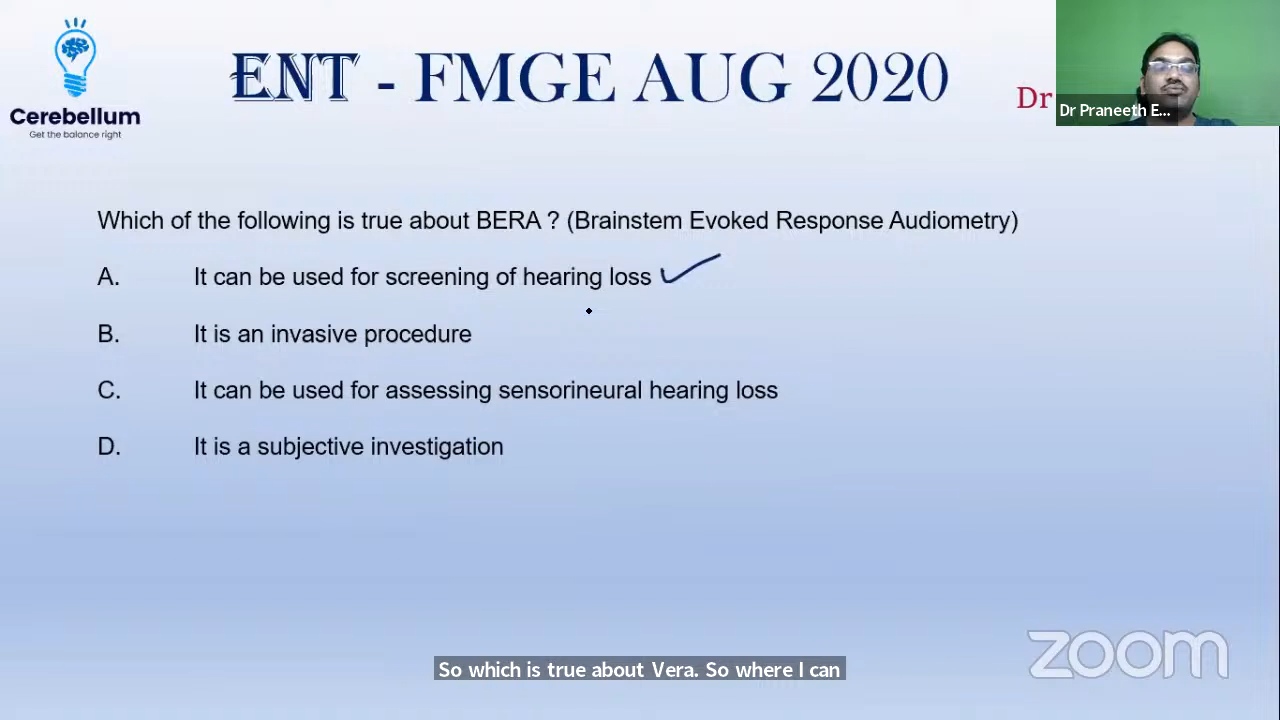 ENT - FMGE AUG 2020
Cerebellum
Get the balance right
Dr
Dr Praneeth E...
Which of the following is true about BERA ? (Brainstem Evoked Response Audiometry)
A. It can be used for screening of hearing loss
B. It is an invasive procedure
C. It can be used for assessing sensorineural hearing loss
D. It is a subjective investigation
So which is true about Vera. So where I can
zoom